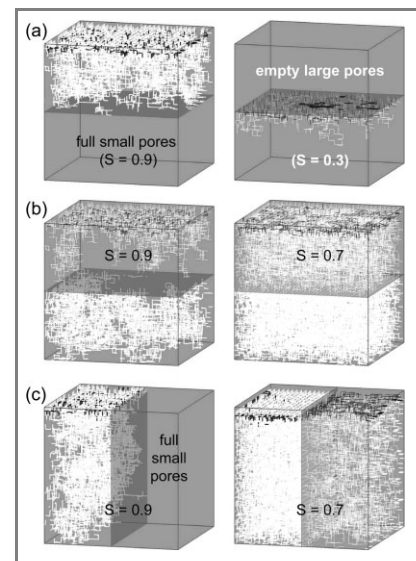 (a)
full small pores
(S = 0.9)
empty large pores
(S = 0.3)
(b)
S = 0.9
S = 0.7
(c)
full
small
pores
S = 0.9
S = 0.7